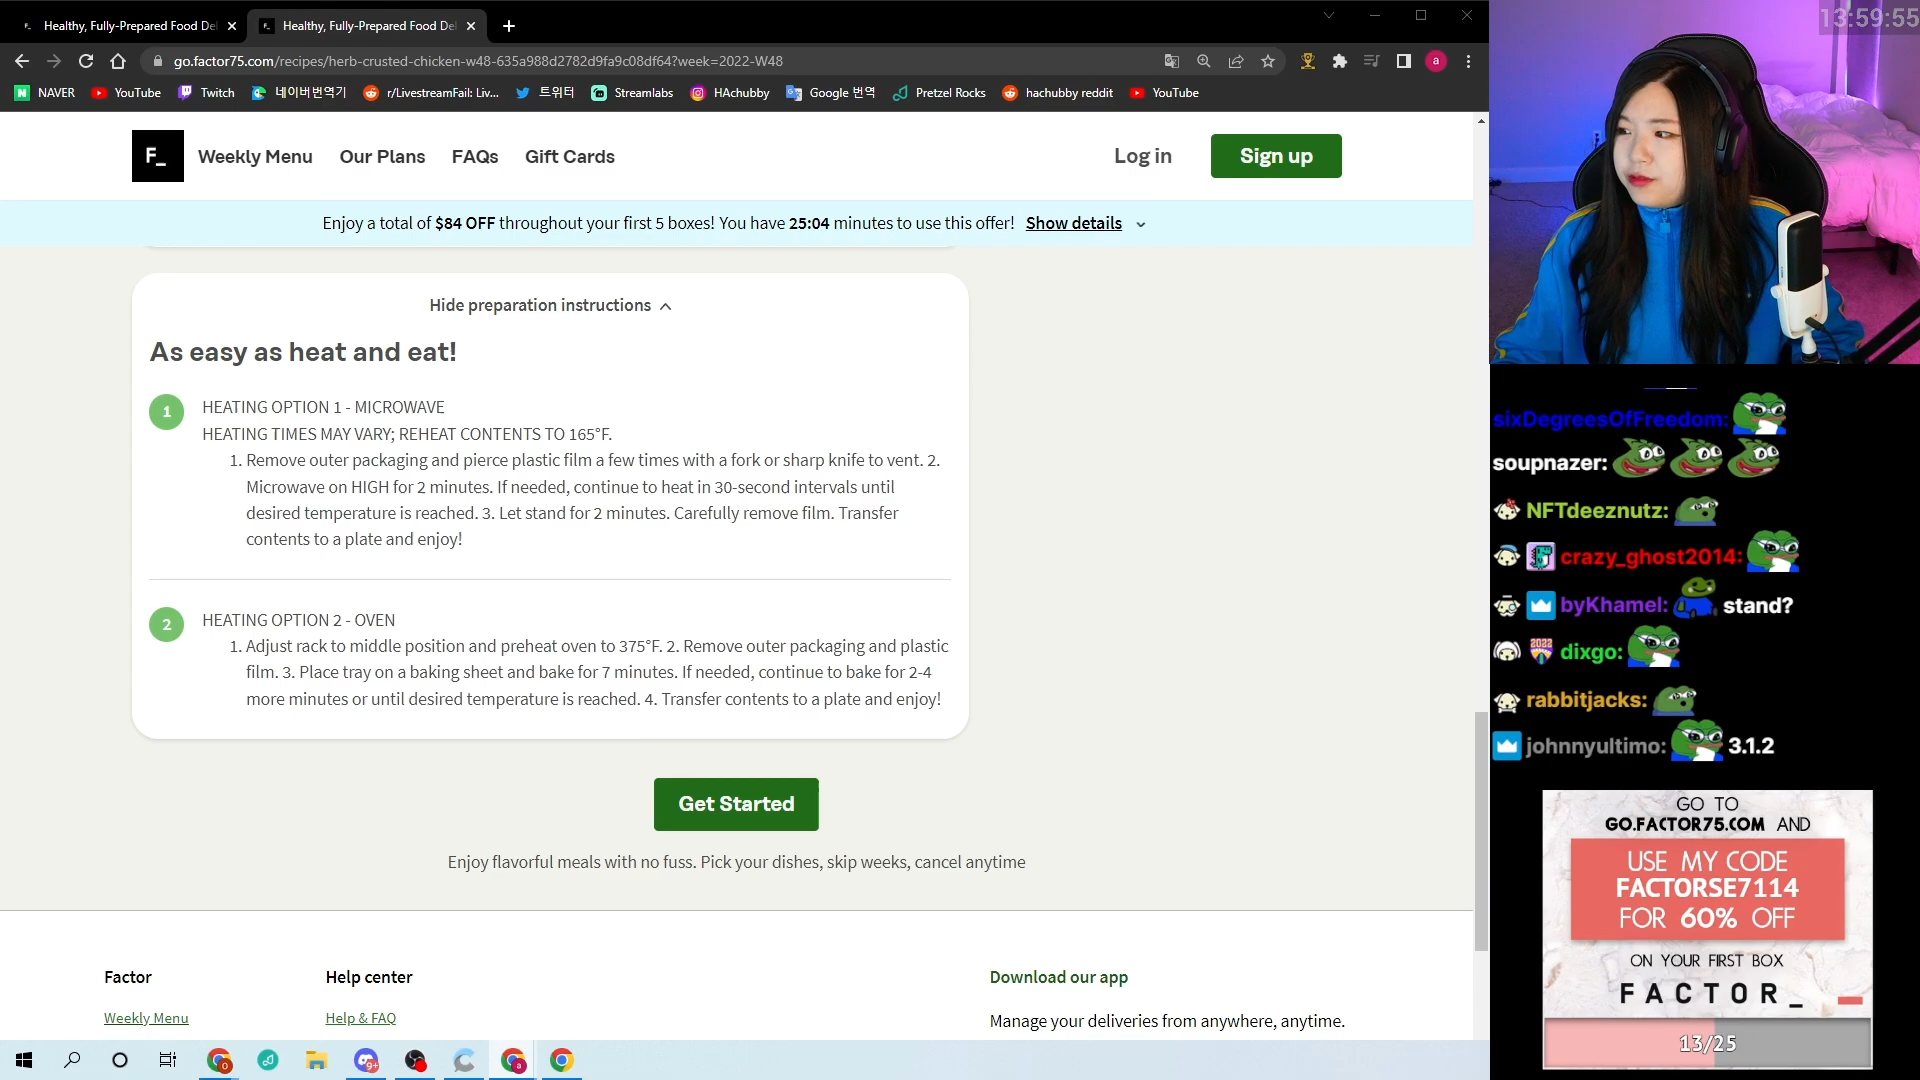 Healthy, Fully-Prepared Food Del
Healthy, Fully-Prepared Food Del
go.factor75.com/recipes/herb-crusted-chicken-w48-635a988d2782d9fa9c08df64?week=2022-W48
a
NAVER
YouTube
Twitch
네이버번역기
r/LivestreamFail: Liv...
트위터
Streamlabs
HAchubby
Google 번역
Pretzel Rocks
hachubby reddit
YouTube
F_
Weekly Menu
Our Plans
FAQs
Gift Cards
Log in
Sign up
Enjoy a total of $84 OFF throughout your first 5 boxes! You have 25:04 minutes to use this offer! Show details
Hide preparation instructions
As easy as heat and eat!
1
HEATING OPTION 1 - MICROWAVE
HEATING TIMES MAY VARY; REHEAT CONTENTS TO 165°F.
1. Remove outer packaging and pierce plastic film a few times with a fork or sharp knife to vent. 2.
Microwave on HIGH for 2 minutes. If needed, continue to heat in 30-second intervals until
desired temperature is reached. 3. Let stand for 2 minutes. Carefully remove film. Transfer
contents to a plate and enjoy!
2
HEATING OPTION 2 - OVEN
1. Adjust rack to middle position and preheat oven to 375°F. 2. Remove outer packaging and plastic
film. 3. Place tray on a baking sheet and bake for 7 minutes. If needed, continue to bake for 2-4
more minutes or until desired temperature is reached. 4. Transfer contents to a plate and enjoy!
Get Started
Enjoy flavorful meals with no fuss. Pick your dishes, skip weeks, cancel anytime
Factor
Weekly Menu
Help center
Help & FAQ
Download our app
Manage your deliveries from anywhere, anytime.
9+
13:59:55
sixDegreesOfFreedom:
soupnazer:
NFTdeeznutz:
crazy_ghost2014:
byKhamel: stand?
2022 dixgo:
rabbitjacks:
johnnyultimo: 3.1.2
GO TO
GO.FACTOR75.COM AND
USE MY CODE
FACTORSE7114
FOR 60% OFF
ON YOUR FIRST BOX
FACTOR_
13/25